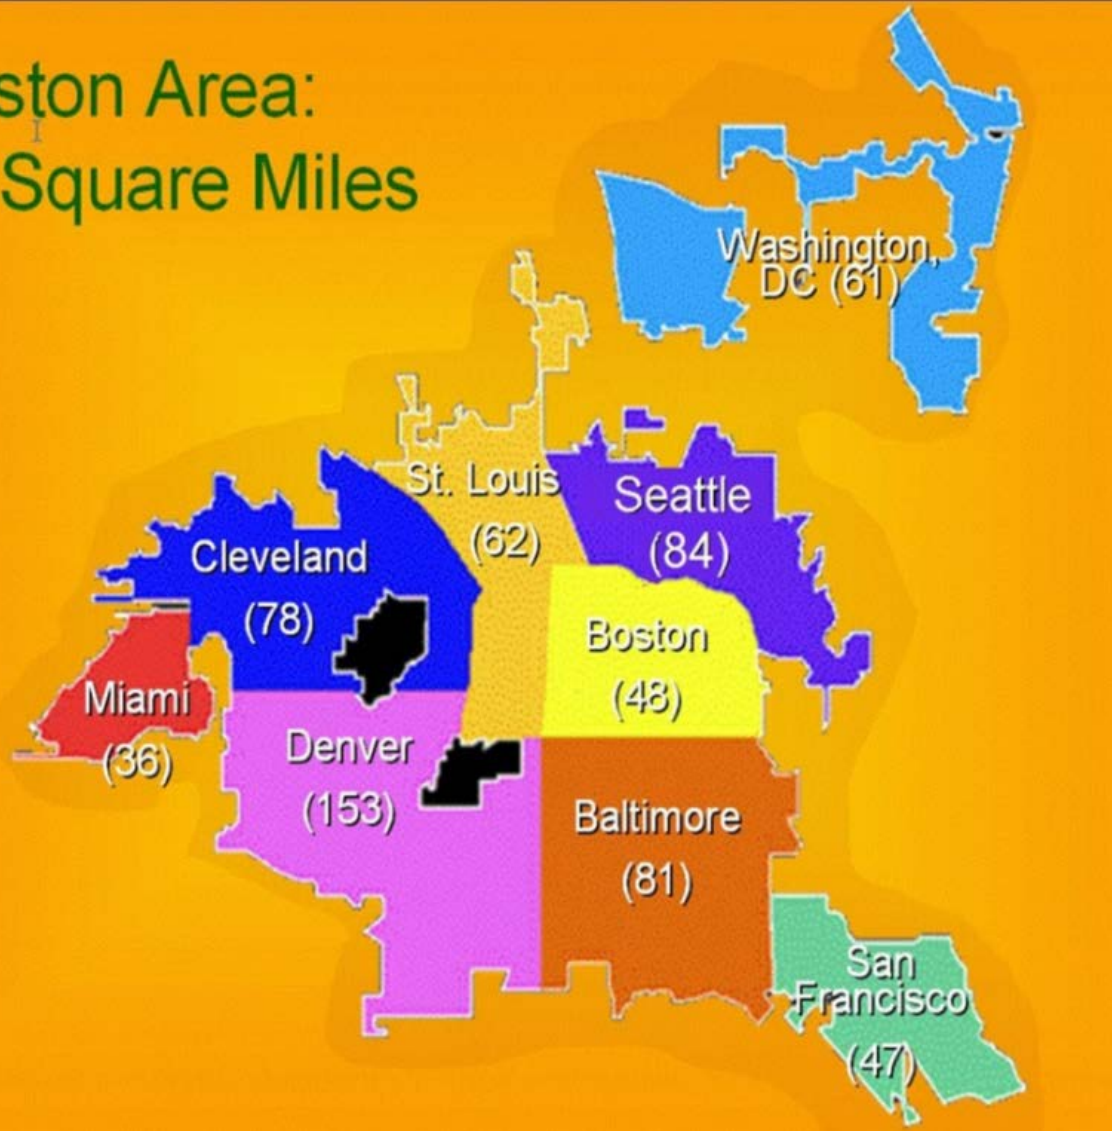 ston Area:
Square Miles
Washington,
DC (61)
St. Louis
(62)
Seattle
(84)
Cleveland
(78)
Boston
(48)
Miami
(36)
Denver
(153)
Baltimore
(81)
San
Francisco
(47)